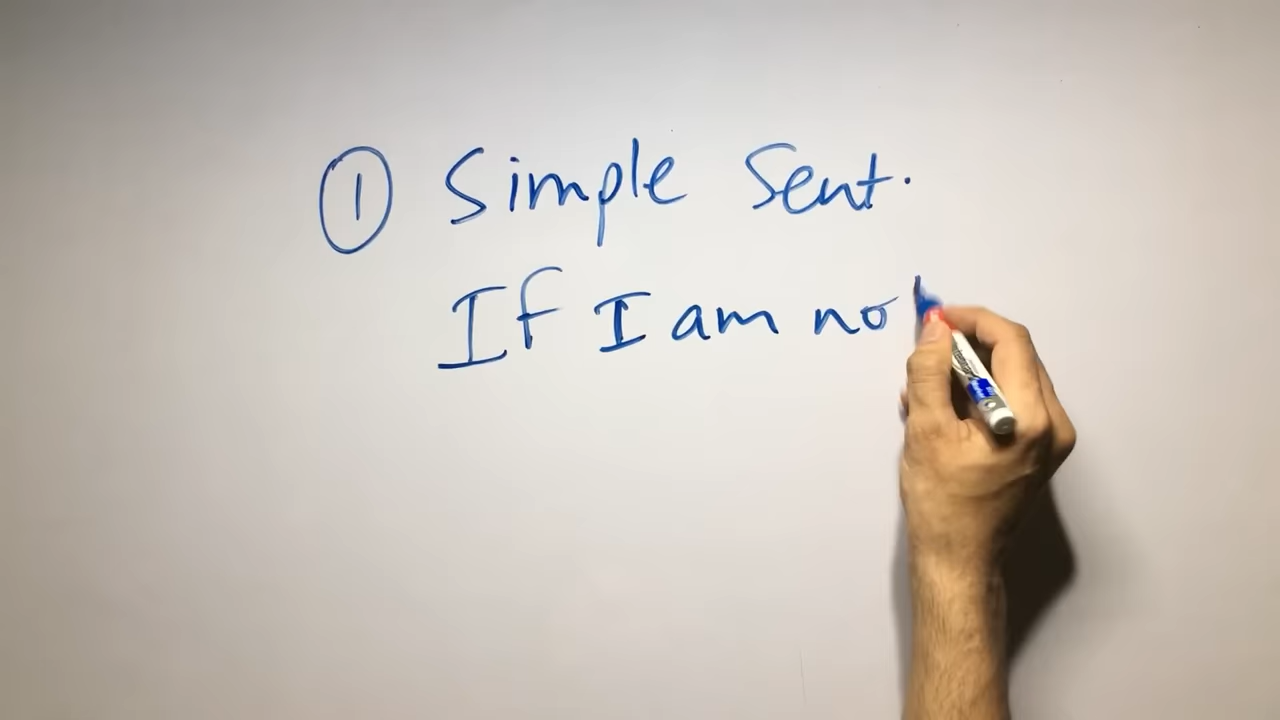 ① Simple Sent.
If I am no